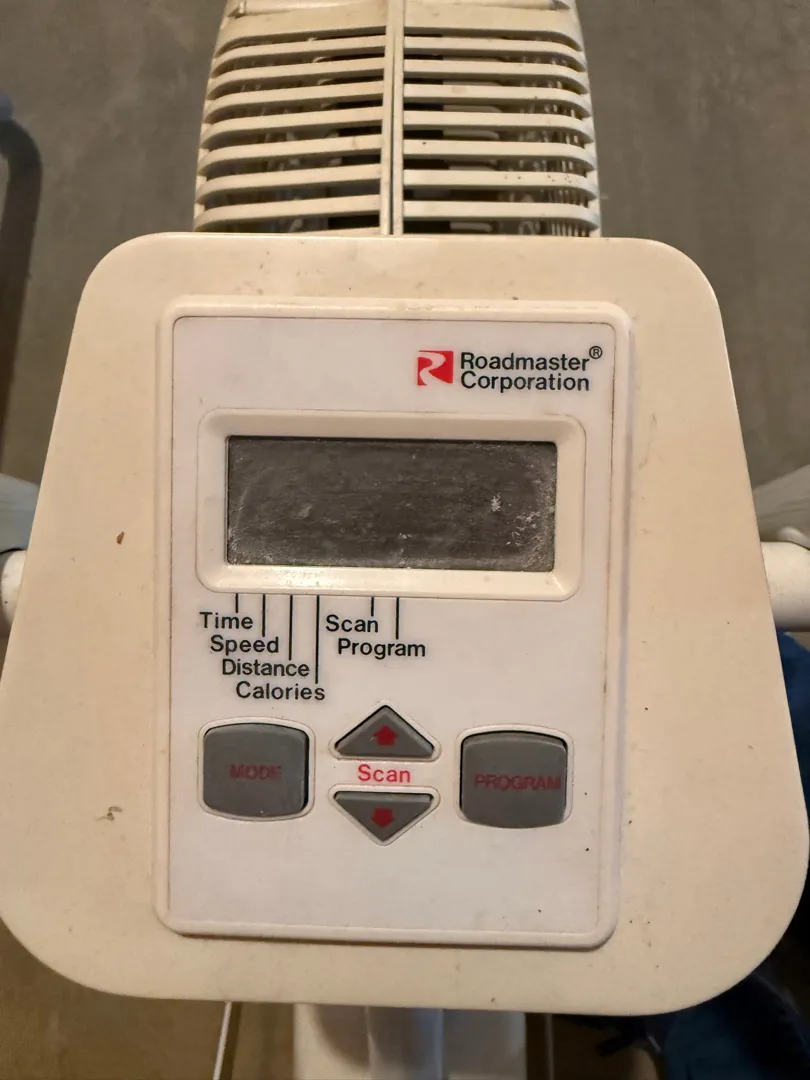 Roadmaster®
Corporation
Time
Scan
Speed
Program
Distance
Calories
MODE
Scan
PROGRAM